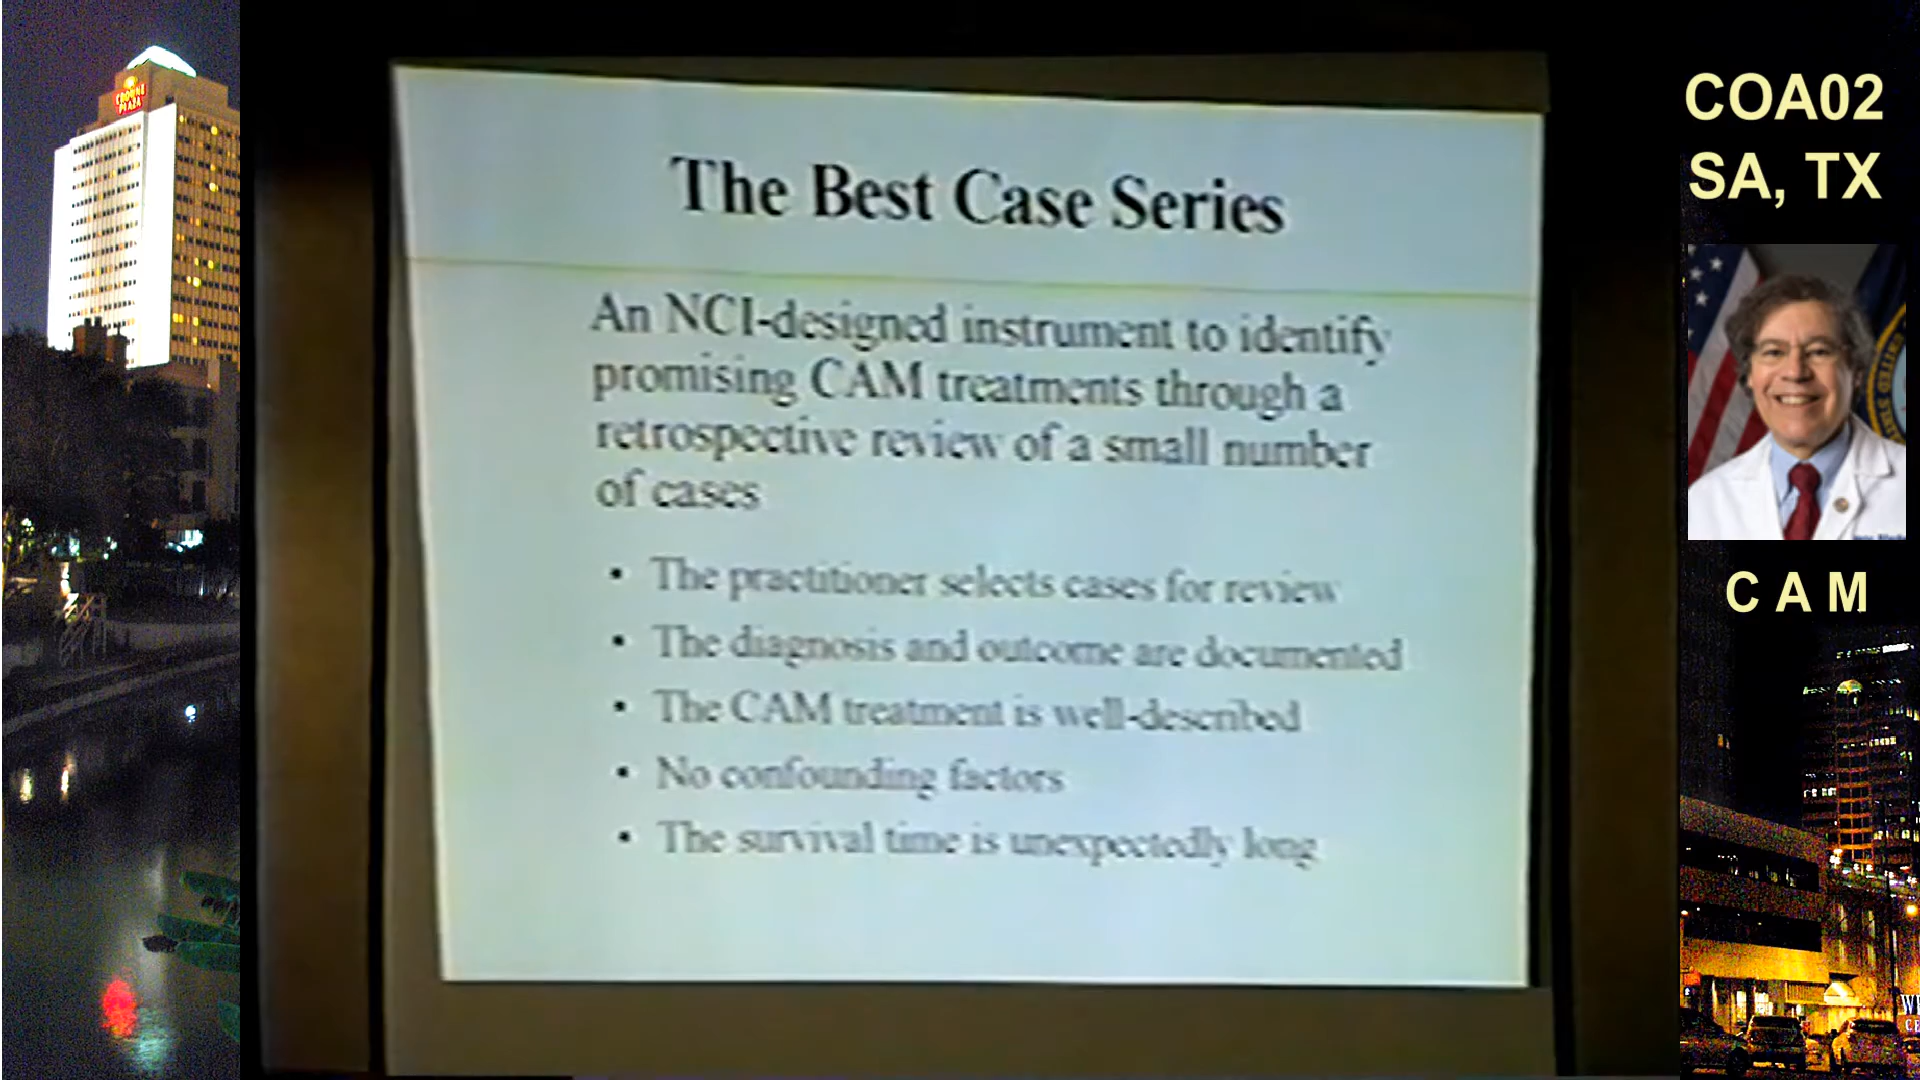 CROWNE
PLAZA
The Best Case Series
An NCI-designed instrument to identify
promising CAM treatments through a
retrospective review of a small number
of cases
• The practitioner selects cases for review
• The diagnosis and outcome are documented
• The CAM treatment is well-described
• No confounding factors
• The survival time is unexpectedly long
COA02
SA, TX
C A M